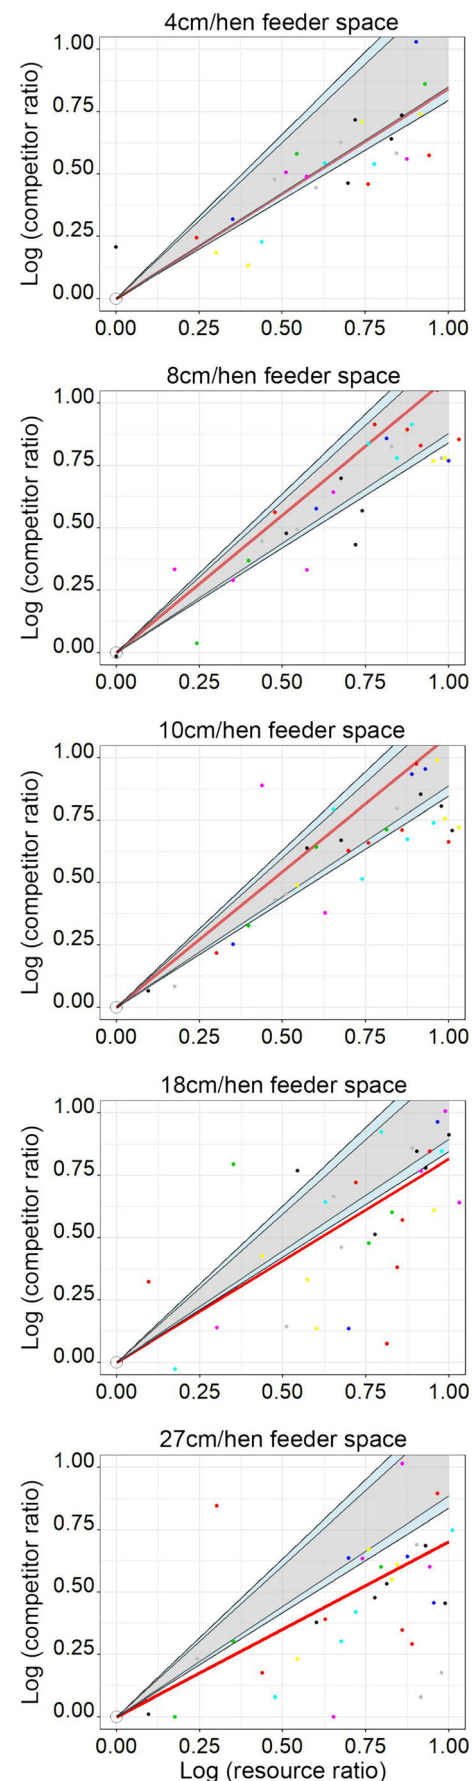 4cm/hen feeder space
1.00
0.75
0.50
0.25
0.00
Log (competitor ratio)
0.00 0.25 0.50 0.75 1.00
8cm/hen feeder space
1.00
0.75
0.50
0.25
0.00
Log (competitor ratio)
0.00 0.25 0.50 0.75 1.00
10cm/hen feeder space
1.00
0.75
0.50
0.25
0.00
Log (competitor ratio)
0.00 0.25 0.50 0.75 1.00
18cm/hen feeder space
1.00
0.75
0.50
0.25
0.00
Log (competitor ratio)
0.00 0.25 0.50 0.75 1.00
27cm/hen feeder space
1.00
0.75
0.50
0.25
0.00
Log (competitor ratio)
0.00 0.25 0.50 0.75 1.00
Log (resource ratio)